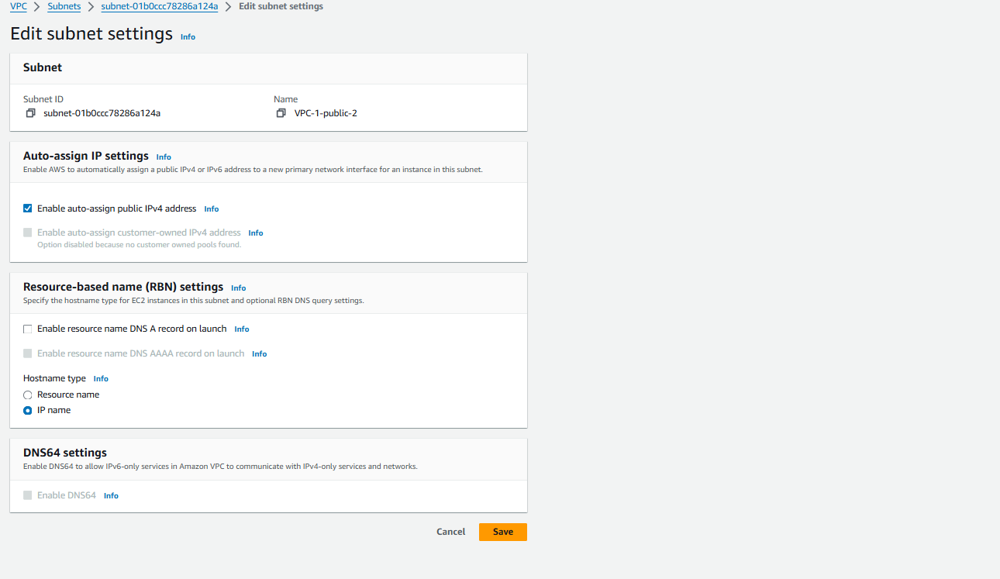 VPC > Subnets > subnet-01b0ccc78286a124a > Edit subnet settings
Edit subnet settings Info
Subnet
Subnet ID Name
subnet-01b0ccc78286a124a VPC-1-public-2
Auto-assign IP settings Info
Enable AWS to automatically assign a public IPv4 or IPv6 address to a new primary network interface for an instance in this subnet.
Enable auto-assign public IPv4 address Info
Enable auto-assign customer-owned IPv4 address Info
Option disabled because no customer owned pools found.
Resource-based name (RBN) settings Info
Specify the hostname type for EC2 instances in this subnet and optional RBN DNS query settings.
Enable resource name DNS A record on launch Info
Enable resource name DNS AAAA record on launch Info
Hostname type Info
Resource name
IP name
DNS64 settings
Enable DNS64 to allow IPv6-only services in Amazon VPC to communicate with IPv4-only services and networks.
Enable DNS64 Info
Cancel Save